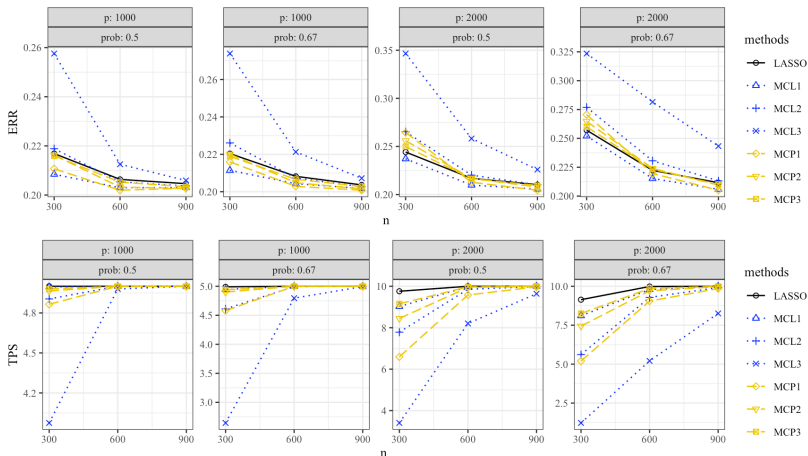 p: 1000 p: 1000 p: 2000 p: 2000
prob: 0.5 prob: 0.67 prob: 0.5 prob: 0.67
ERR
0.26
0.24
0.22
0.20
0.26
0.24
0.22
0.20
0.35
0.30
0.25
0.20
0.325
0.300
0.275
0.250
0.225
0.200
300 600 900 300 600 900 300 600 900 300 600 900
n
methods
LASSO
MCL1
MCL2
MCL3
MCP1
MCP2
MCP3
p: 1000 p: 1000 p: 2000 p: 2000
prob: 0.5 prob: 0.67 prob: 0.5 prob: 0.67
TPS
4.8
4.5
4.2
5.0
4.5
4.0
3.5
3.0
10
8
6
4
10.0
7.5
5.0
2.5
300 600 900 300 600 900 300 600 900 300 600 900
n
methods
LASSO
MCL1
MCL2
MCL3
MCP1
MCP2
MCP3